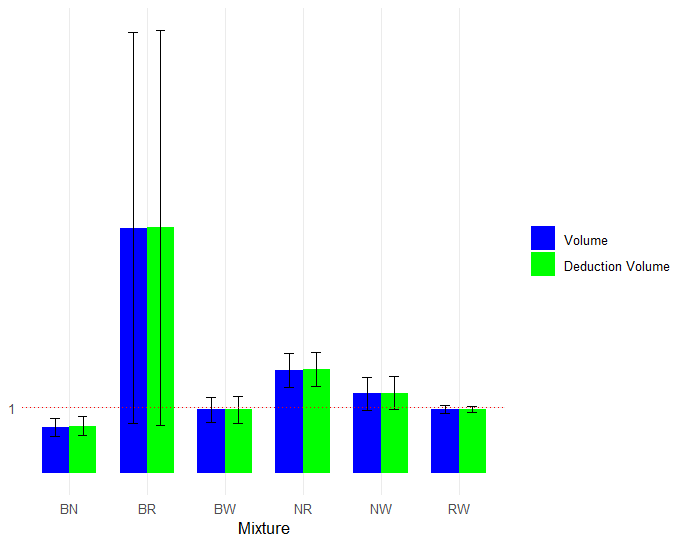 Volume
Deduction Volume
1
BN BR BW NR NW RW
Mixture